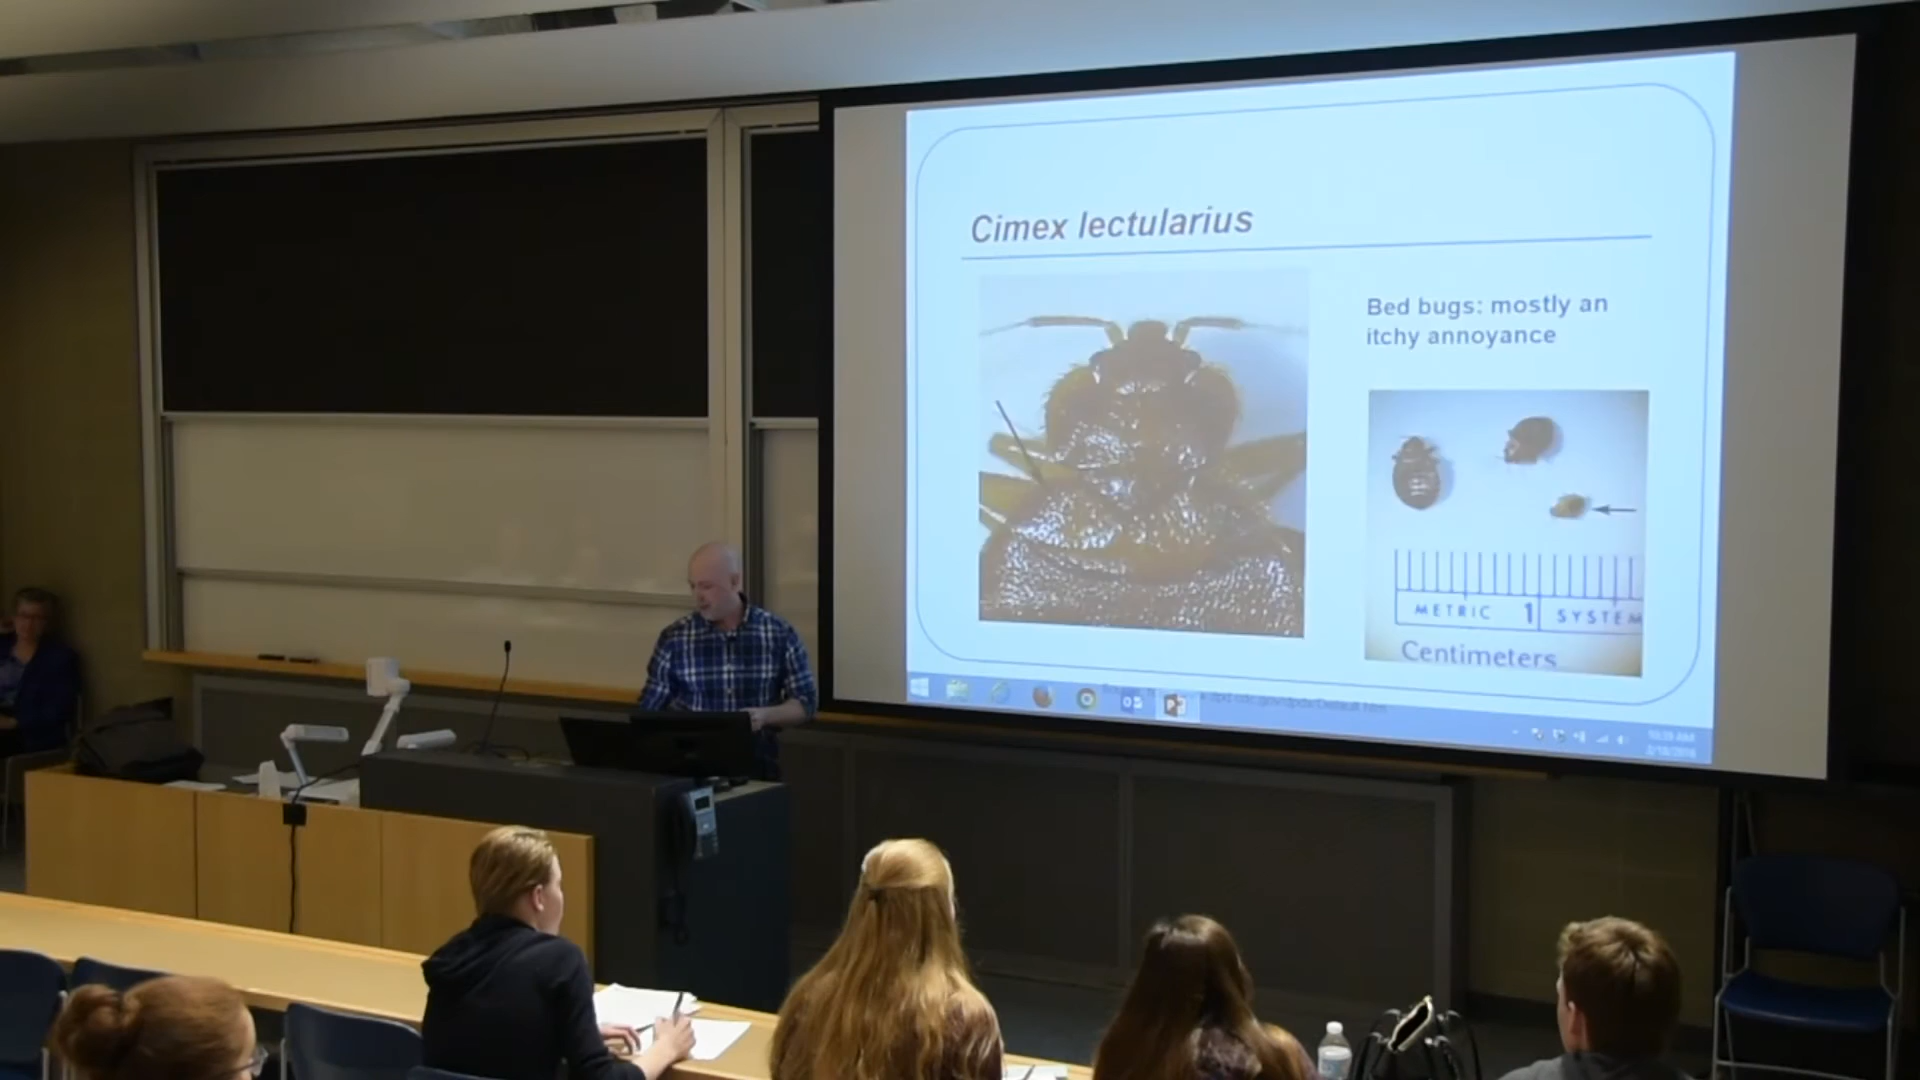 Cimex lectularius
Bed bugs: mostly an
itchy annoyance
METRIC 1 SYSTEM
Centimeters